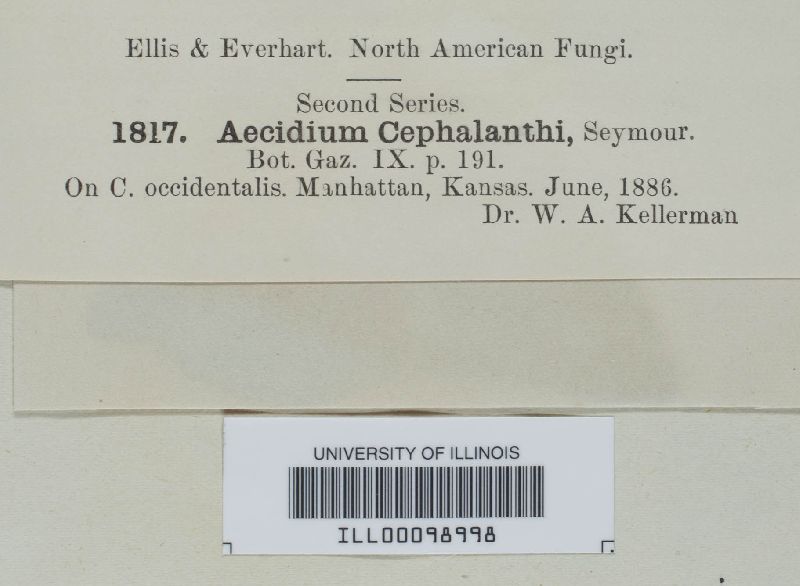 Ellis & Everhart. North American Fungi.
Second Series.
1817. Aecidium Cephalanthi, Seymour.
Bot. Gaz. IX. p. 191.
On C. occidentalis. Manhattan, Kansas. June, 1886.
Dr. W. A. Kellerman
UNIVERSITY OF ILLINOIS
ILL00098998